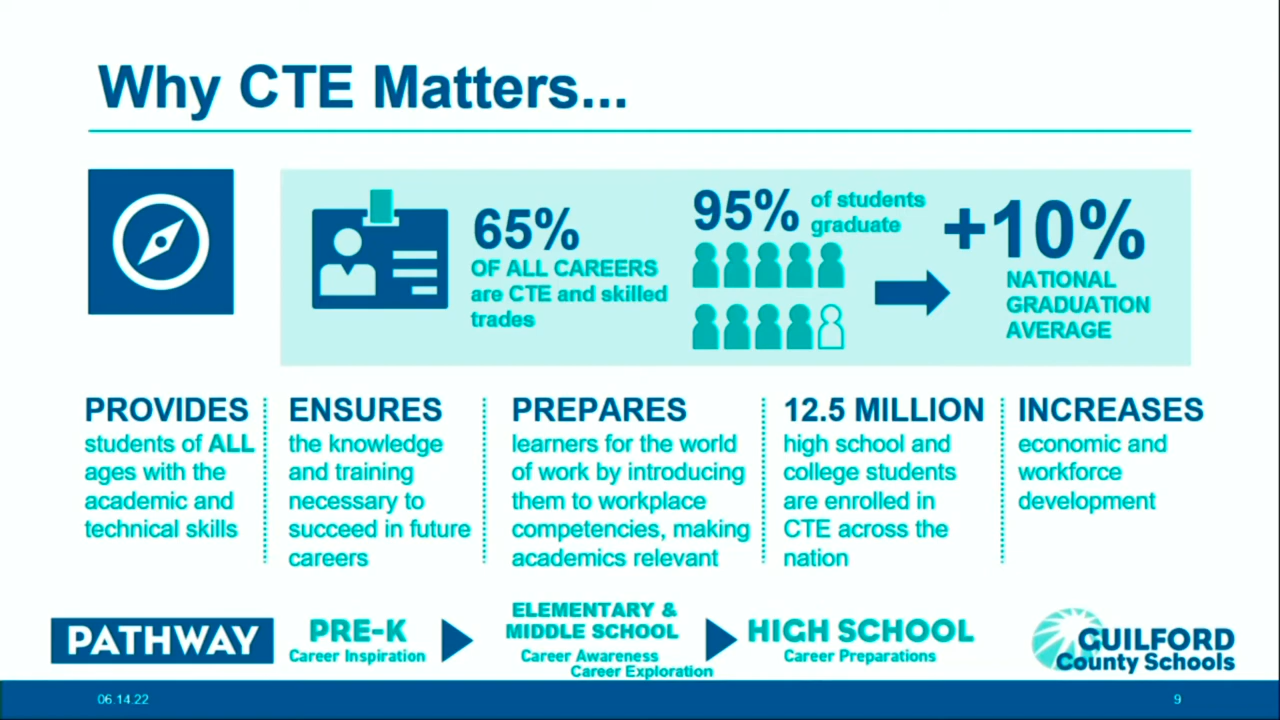 Why CTE Matters...
65%
OF ALL CAREERS
are CTE and skilled
trades
95%
of students
graduate
+10%
NATIONAL
GRADUATION
AVERAGE
PROVIDES
students of ALL
ages with the
academic and
technical skills
ENSURES
the knowledge
and training
necessary to
succeed in future
careers
PREPARES
learners for the world
of work by introducing
them to workplace
competencies, making
academics relevant
12.5 MILLION
high school and
college students
are enrolled in
CTE across the
nation
INCREASES
economic and
workforce
development
PATHWAY
PRE-K
Career Inspiration
ELEMENTARY &
MIDDLE SCHOOL
Career Awareness
Career Exploration
HIGH SCHOOL
Career Preparations
GUILFORD
County Schools
06.14.22
9